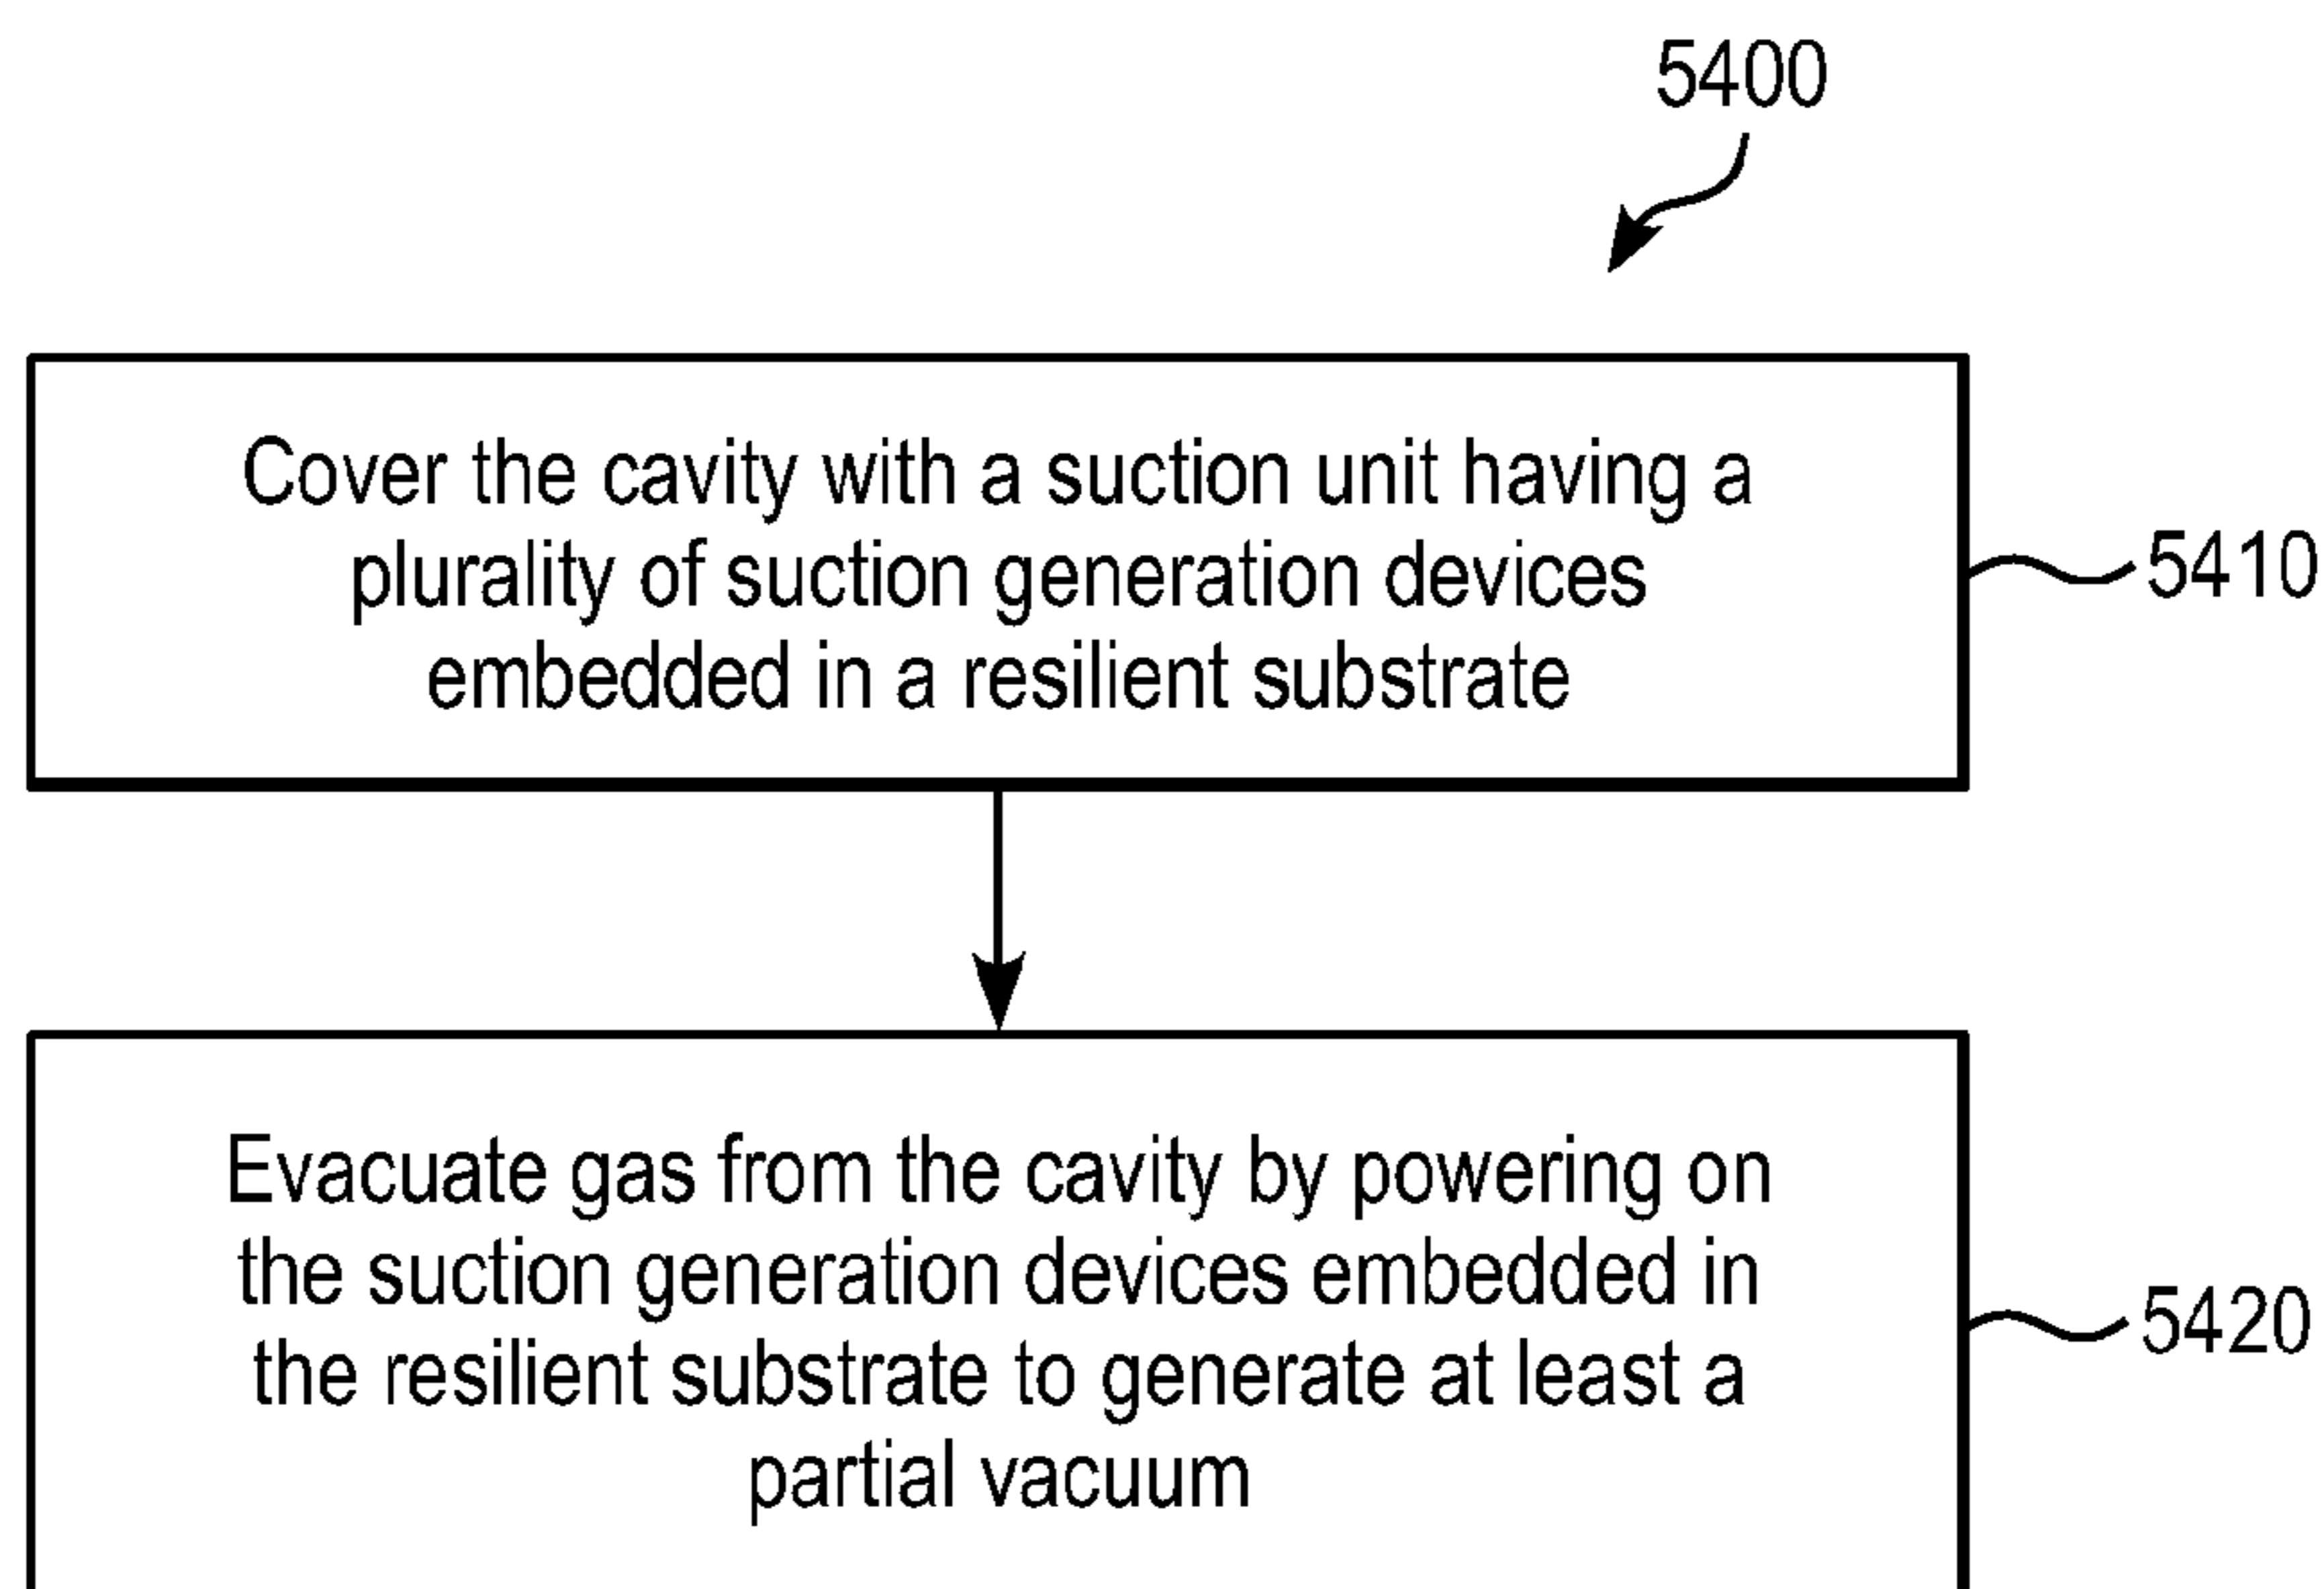 5400
Cover the cavity with a suction unit having a
plurality of suction generation devices
embedded in a resilient substrate
5410
Evacuate gas from the cavity by powering on
the suction generation devices embedded in
the resilient substrate to generate at least a
partial vacuum
5420